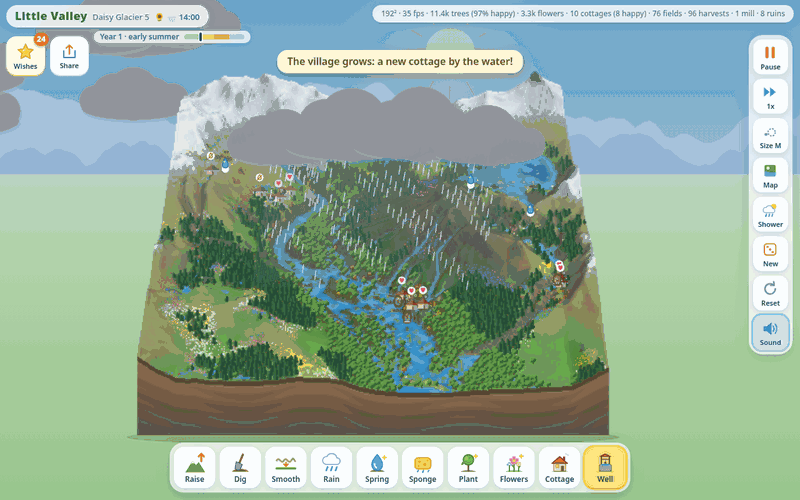 Little Valley Daisy Glacier 5 14:00
192² · 35 fps · 11.4k trees (97% happy) · 3.3k flowers · 10 cottages (8 happy) · 76 fields · 96 harvests · 1 mill · 8 ruins
Year 1 · early summer
24
Wishes
Share
The village grows: a new cottage by the water!
Pause
1x
Size M
Map
Shower
New
Reset
Sound
Raise
Dig
Smooth
Rain
Spring
Sponge
Plant
Flowers
Cottage
Well